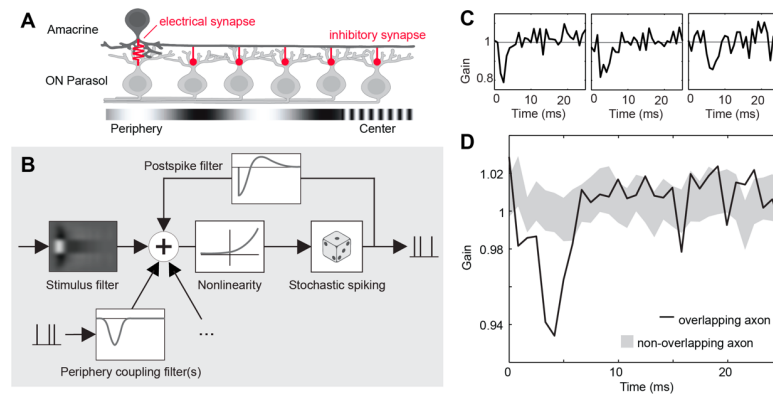 A
electrical synapse
Amacrine
inhibitory synapse
ON Parasol
Periphery
Center
B
Postspike filter
Stimulus filter
Nonlinearity
Stochastic spiking
...
Periphery coupling filter(s)
C
Gain
1
0.8
0 10 20
0 10 20
0 10 20
Time (ms)
Time (ms)
Time (ms)
D
Gain
1.02
1
0.98
0.94
overlapping axon
non-overlapping axon
0 5 10 15 20
Time (ms)